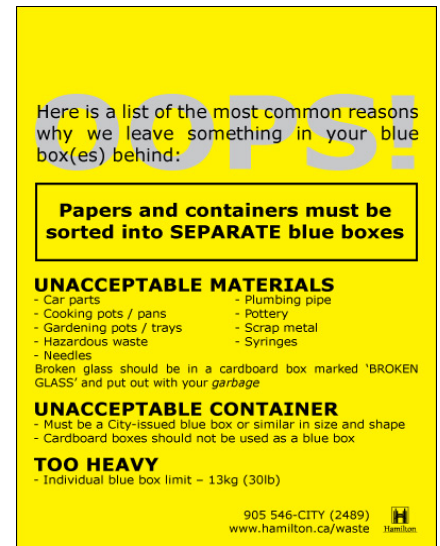 OOPS!
Here is a list of the most common reasons
why we leave something in your blue
box(es) behind:
Papers and containers must be
sorted into SEPARATE blue boxes
UNACCEPTABLE MATERIALS
- Car parts
- Cooking pots / pans
- Gardening pots / trays
- Hazardous waste
- Needles
- Plumbing pipe
- Pottery
- Scrap metal
- Syringes
Broken glass should be in a cardboard box marked ‘BROKEN
GLASS’ and put out with your garbage
UNACCEPTABLE CONTAINER
- Must be a City-issued blue box or similar in size and shape
- Cardboard boxes should not be used as a blue box
TOO HEAVY
- Individual blue box limit – 13kg (30lb)
905 546-CITY (2489)
www.hamilton.ca/waste
Hamilton